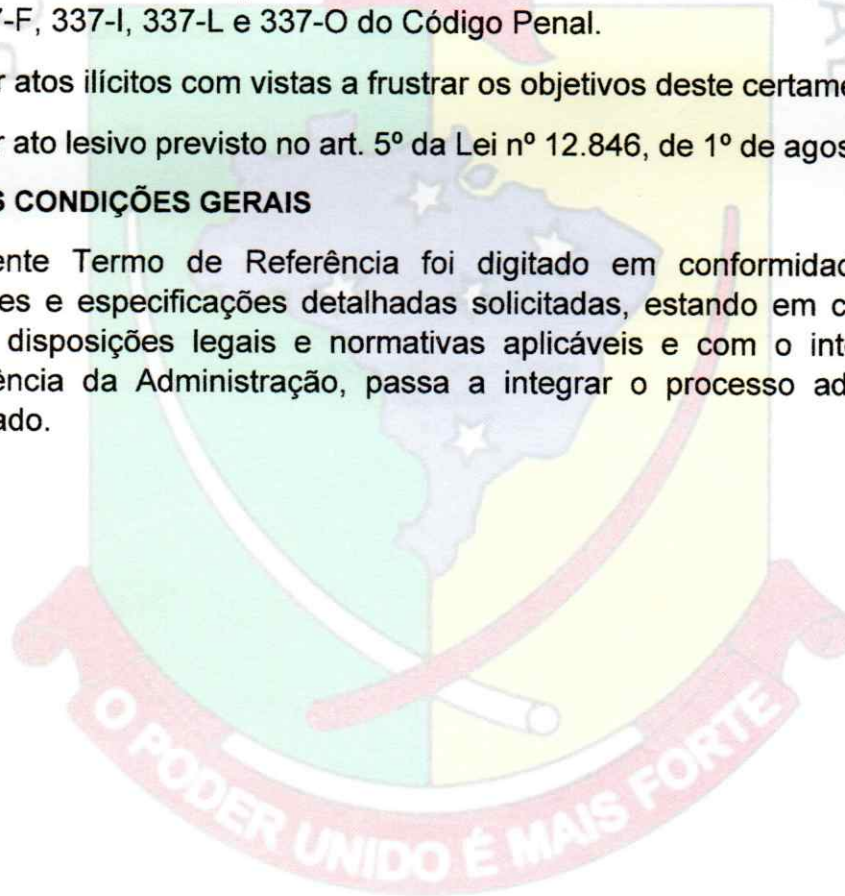 7-F, 337-I, 337-L e 337-O do Código Penal.
r atos ilícitos com vistas a frustrar os objetivos deste certame
r ato lesivo previsto no art. 5º da Lei nº 12.846, de 1º de agos
S CONDIÇÕES GERAIS
ente Termo de Referência foi digitado em conformidad
es e especificações detalhadas solicitadas, estando em c
disposições legais e normativas aplicáveis e com o int
ência da Administração, passa a integrar o processo ad
ado.
O PODER UNIDO É MAIS FORTE